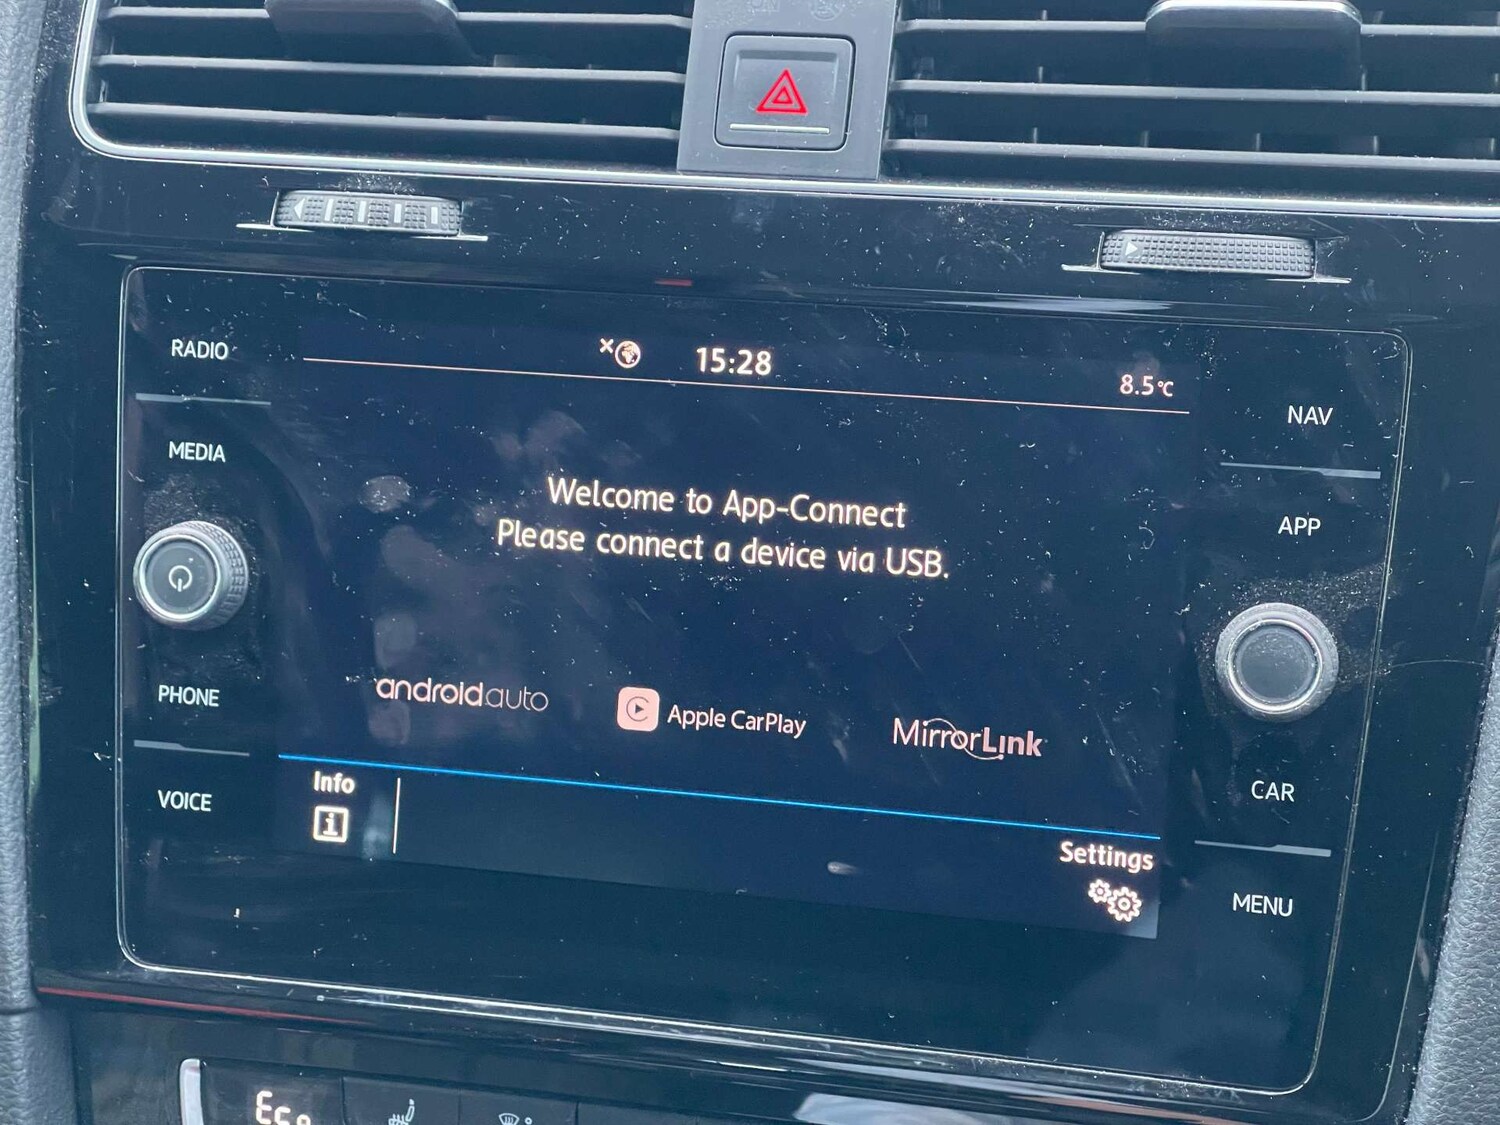 RADIO
15:28
8.5°C
NAV
MEDIA
Welcome to App-Connect
Please connect a device via USB.
APP
PHONE
androidauto
Apple CarPlay
MirrorLink
CAR
VOICE
Info
i
Settings
MENU